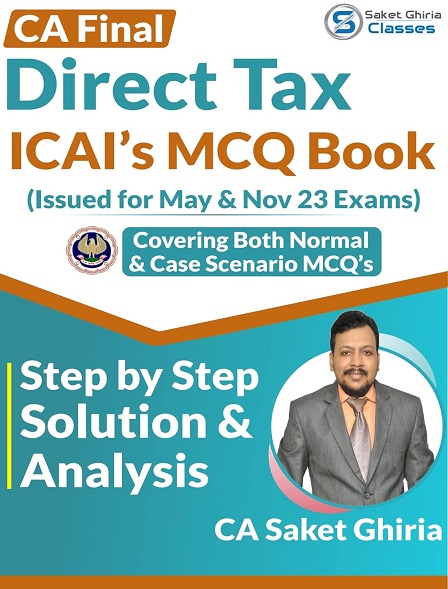 CA Final
Saket Ghiria
Classes
Direct Tax
ICAI's MCQ Book
(Issued for May & Nov 23 Exams)
Covering Both Normal
& Case Scenario MCQ's
Step by Step
Solution &
Analysis
CA Saket Ghiria